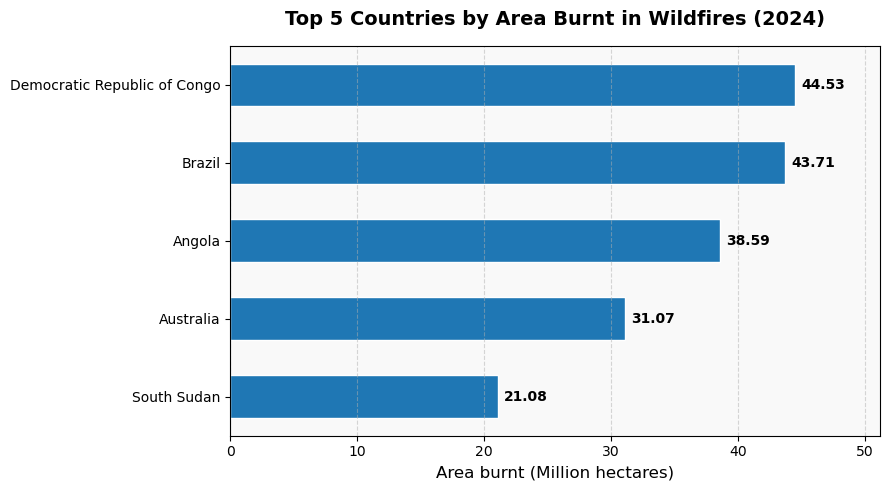 Top 5 Countries by Area Burnt in Wildfires (2024)
Democratic Republic of Congo 44.53
Brazil 43.71
Angola 38.59
Australia 31.07
South Sudan 21.08
0 10 20 30 40 50
Area burnt (Million hectares)